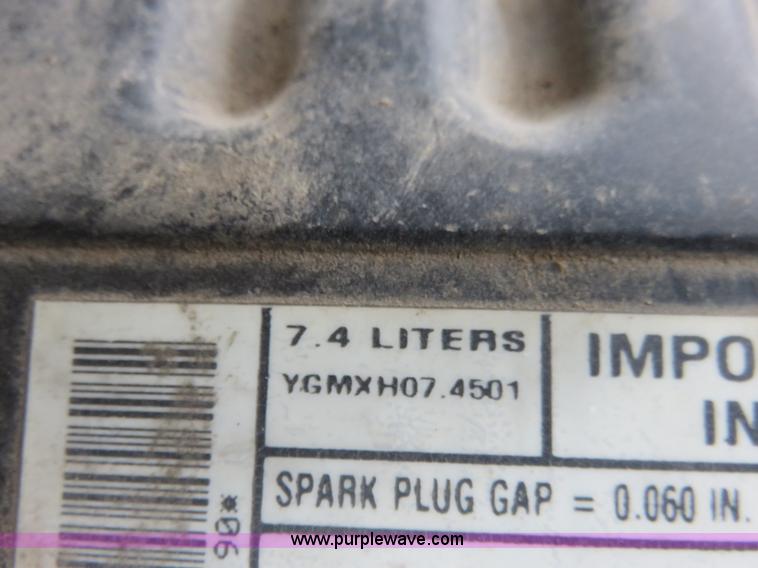 7.4 LITERS
YGMXH07.4501
IMPO
IN
SPARK PLUG GAP = 0.060 IN.
90*
www.purplewave.com